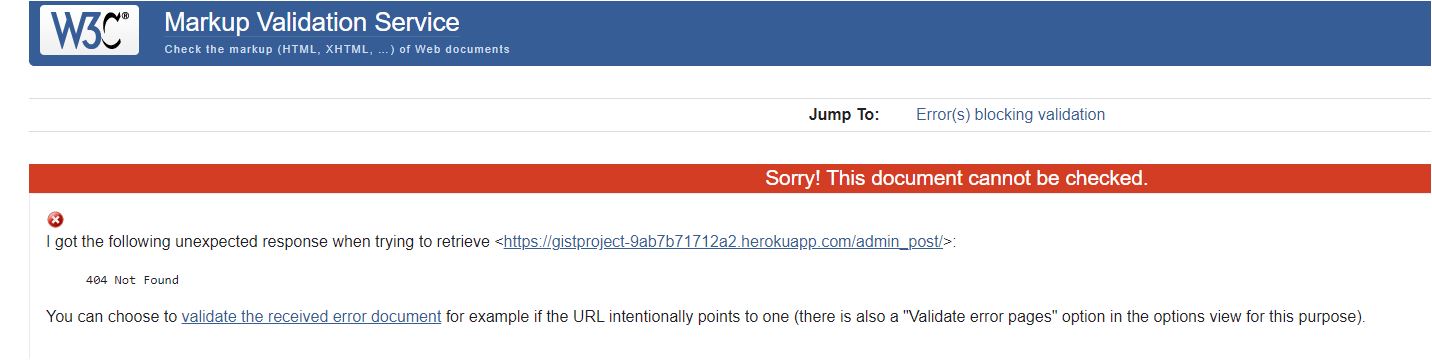 W3C®
Markup Validation Service
Check the markup (HTML, XHTML, …) of Web documents
Jump To: Error(s) blocking validation
Sorry! This document cannot be checked.
I got the following unexpected response when trying to retrieve <https://gistproject-9ab7b71712a2.herokuapp.com/admin_post/>:
404 Not Found
You can choose to validate the received error document for example if the URL intentionally points to one (there is also a "Validate error pages" option in the options view for this purpose).